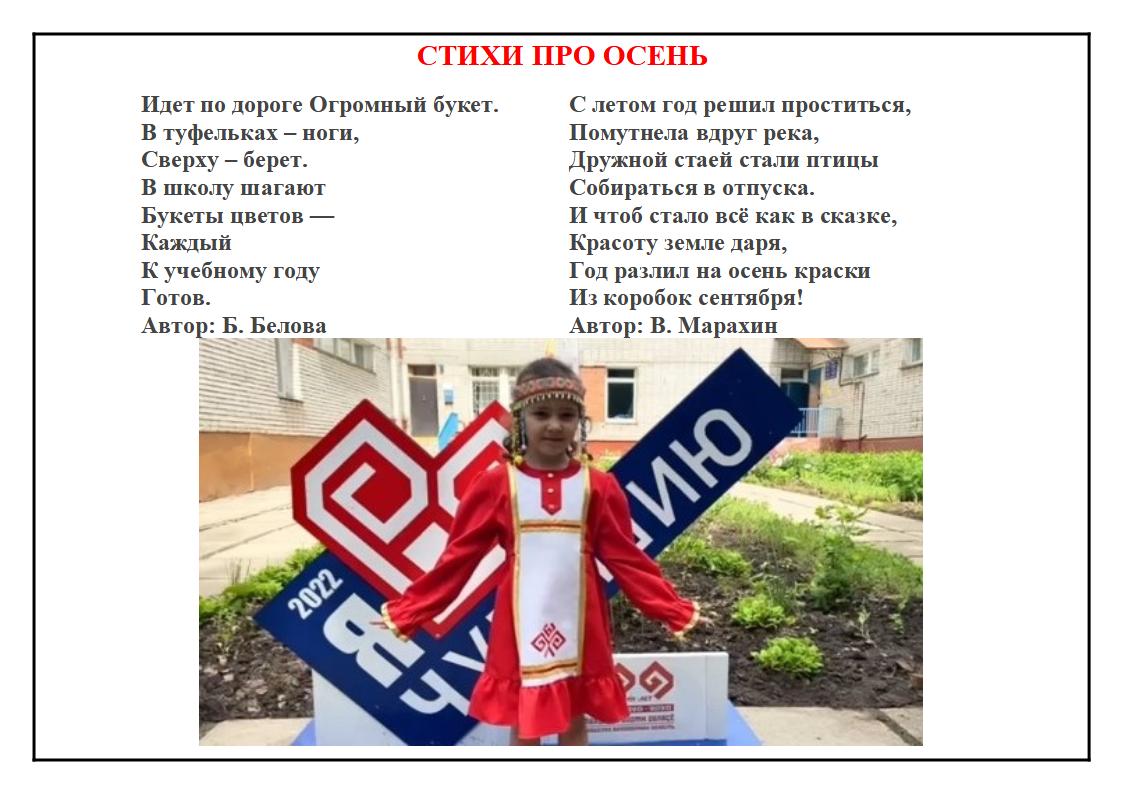 СТИХИ ПРО ОСЕНЬ
Идет по дороге Огромный букет.
В туфельках – ноги,
Сверху – берет.
В школу шагают
Букеты цветов —
Каждый
К учебному году
Готов.
Автор: Б. Белова
С летом год решил проститься,
Помутнела вдруг река,
Дружной стаей стали птицы
Собираться в отпуска.
И чтоб стало всё как в сказке,
Красоту земле даря,
Год разлил на осень краски
Из коробок сентября!
Автор: В. Марахин
2022
Я